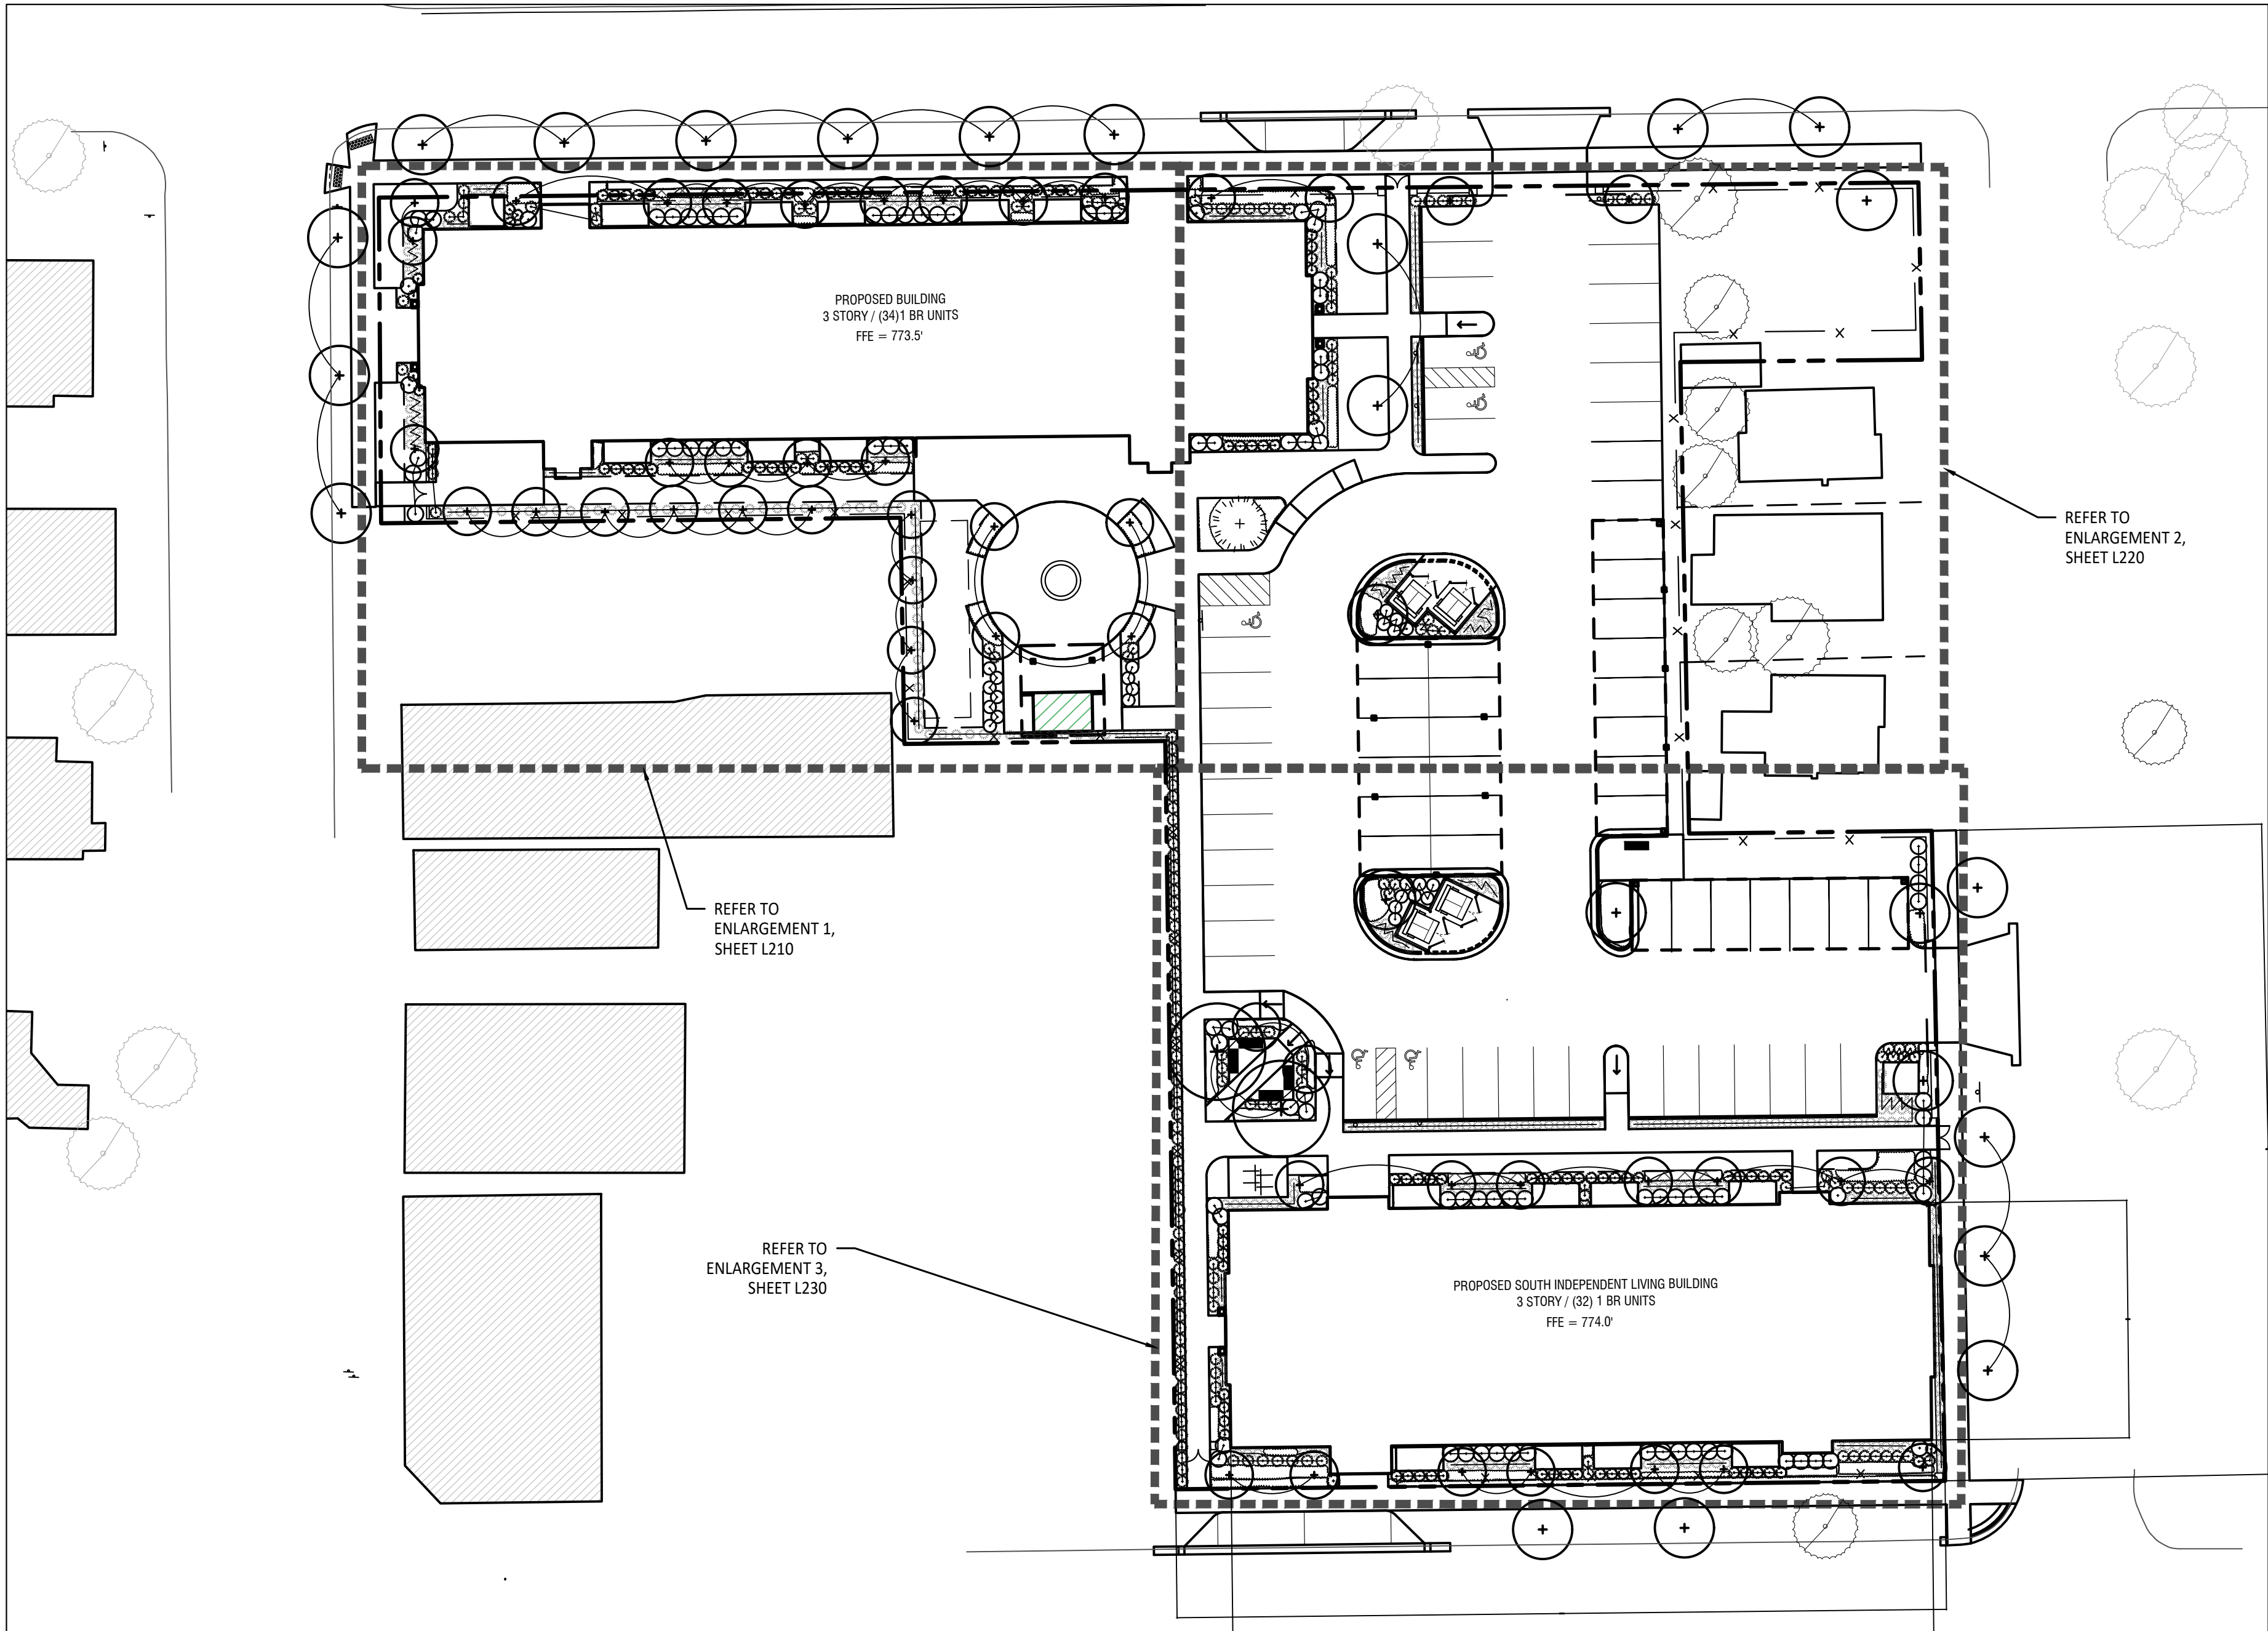 PROPOSED BUILDING
3 STORY / (34)1 BR UNITS
FFE = 773.5'
REFER TO
ENLARGEMENT 2,
SHEET L220
REFER TO
ENLARGEMENT 1,
SHEET L210
REFER TO
ENLARGEMENT 3,
SHEET L230
PROPOSED SOUTH INDEPENDENT LIVING BUILDING
3 STORY / (32) 1 BR UNITS
FFE = 774.0'